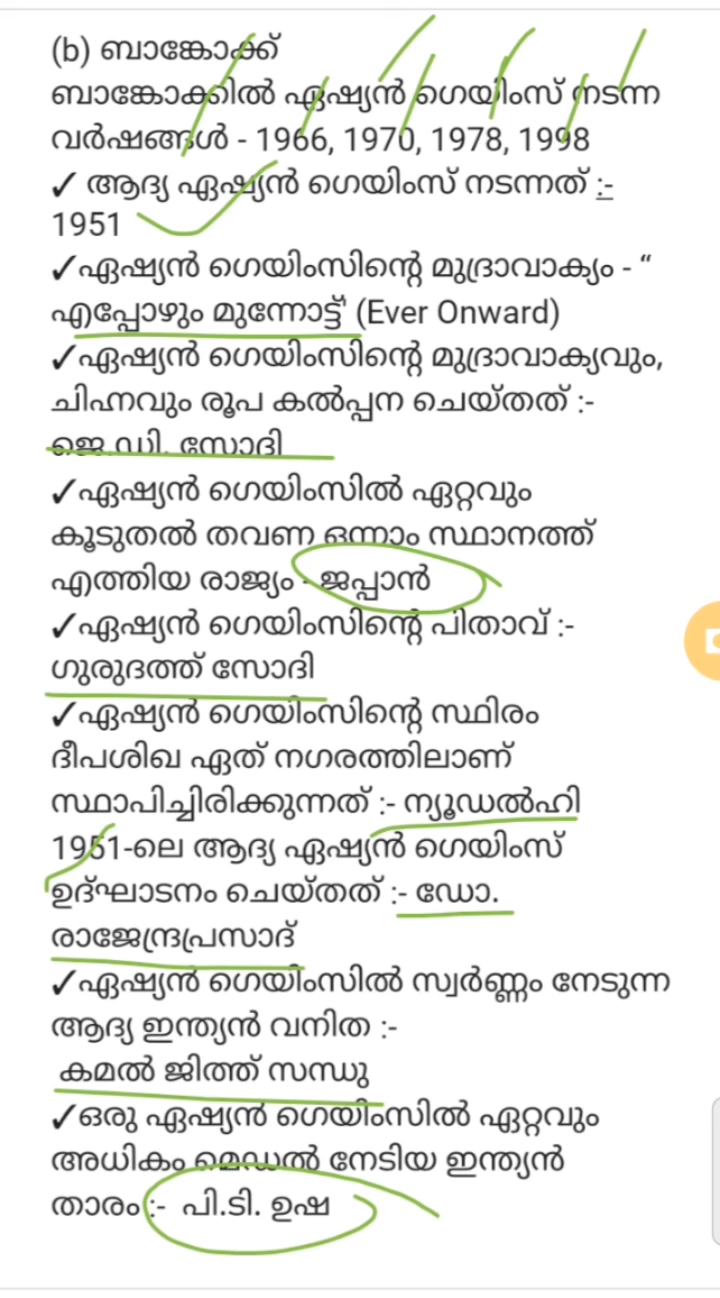 (b) ബാങ്കോക്ക്
ബാങ്കോക്കിൽ ഏഷ്യൻ ഗെയിംസ് നടന്ന
വർഷങ്ങൾ - 1966, 1970, 1978, 1998
✓ ആദ്യ ഏഷ്യൻ ഗെയിംസ് നടന്നത് :-
1951
✓ഏഷ്യൻ ഗെയിംസിന്റെ മുദ്രാവാക്യം - “
എപ്പോഴും മുന്നോട്ട്' (Ever Onward)
✓ഏഷ്യൻ ഗെയിംസിന്റെ മുദ്രാവാക്യവും,
ചിഹ്നവും രൂപ കൽപ്പന ചെയ്തത് :-
ജെ.ഡി. സോദി
✓ഏഷ്യൻ ഗെയിംസിൽ ഏറ്റവും
കൂടുതൽ തവണ ഒന്നാം സ്ഥാനത്ത്
എത്തിയ രാജ്യം - ജപ്പാൻ
✓ഏഷ്യൻ ഗെയിംസിന്റെ പിതാവ് :-
ഗുരുദത്ത് സോദി
✓ഏഷ്യൻ ഗെയിംസിന്റെ സ്ഥിരം
ദീപശിഖ ഏത് നഗരത്തിലാണ്
സ്ഥാപിച്ചിരിക്കുന്നത് :- ന്യൂഡൽഹി
1951-ലെ ആദ്യ ഏഷ്യൻ ഗെയിംസ്
ഉദ്ഘാടനം ചെയ്തത് :- ഡോ.
രാജേന്ദ്രപ്രസാദ്
✓ഏഷ്യൻ ഗെയിംസിൽ സ്വർണ്ണം നേടുന്ന
ആദ്യ ഇന്ത്യൻ വനിത :-
കമൽ ജിത്ത് സന്ധു
✓ഒരു ഏഷ്യൻ ഗെയിംസിൽ ഏറ്റവും
അധികം മെഡൽ നേടിയ ഇന്ത്യൻ
താരം :- പി.ടി. ഉഷ